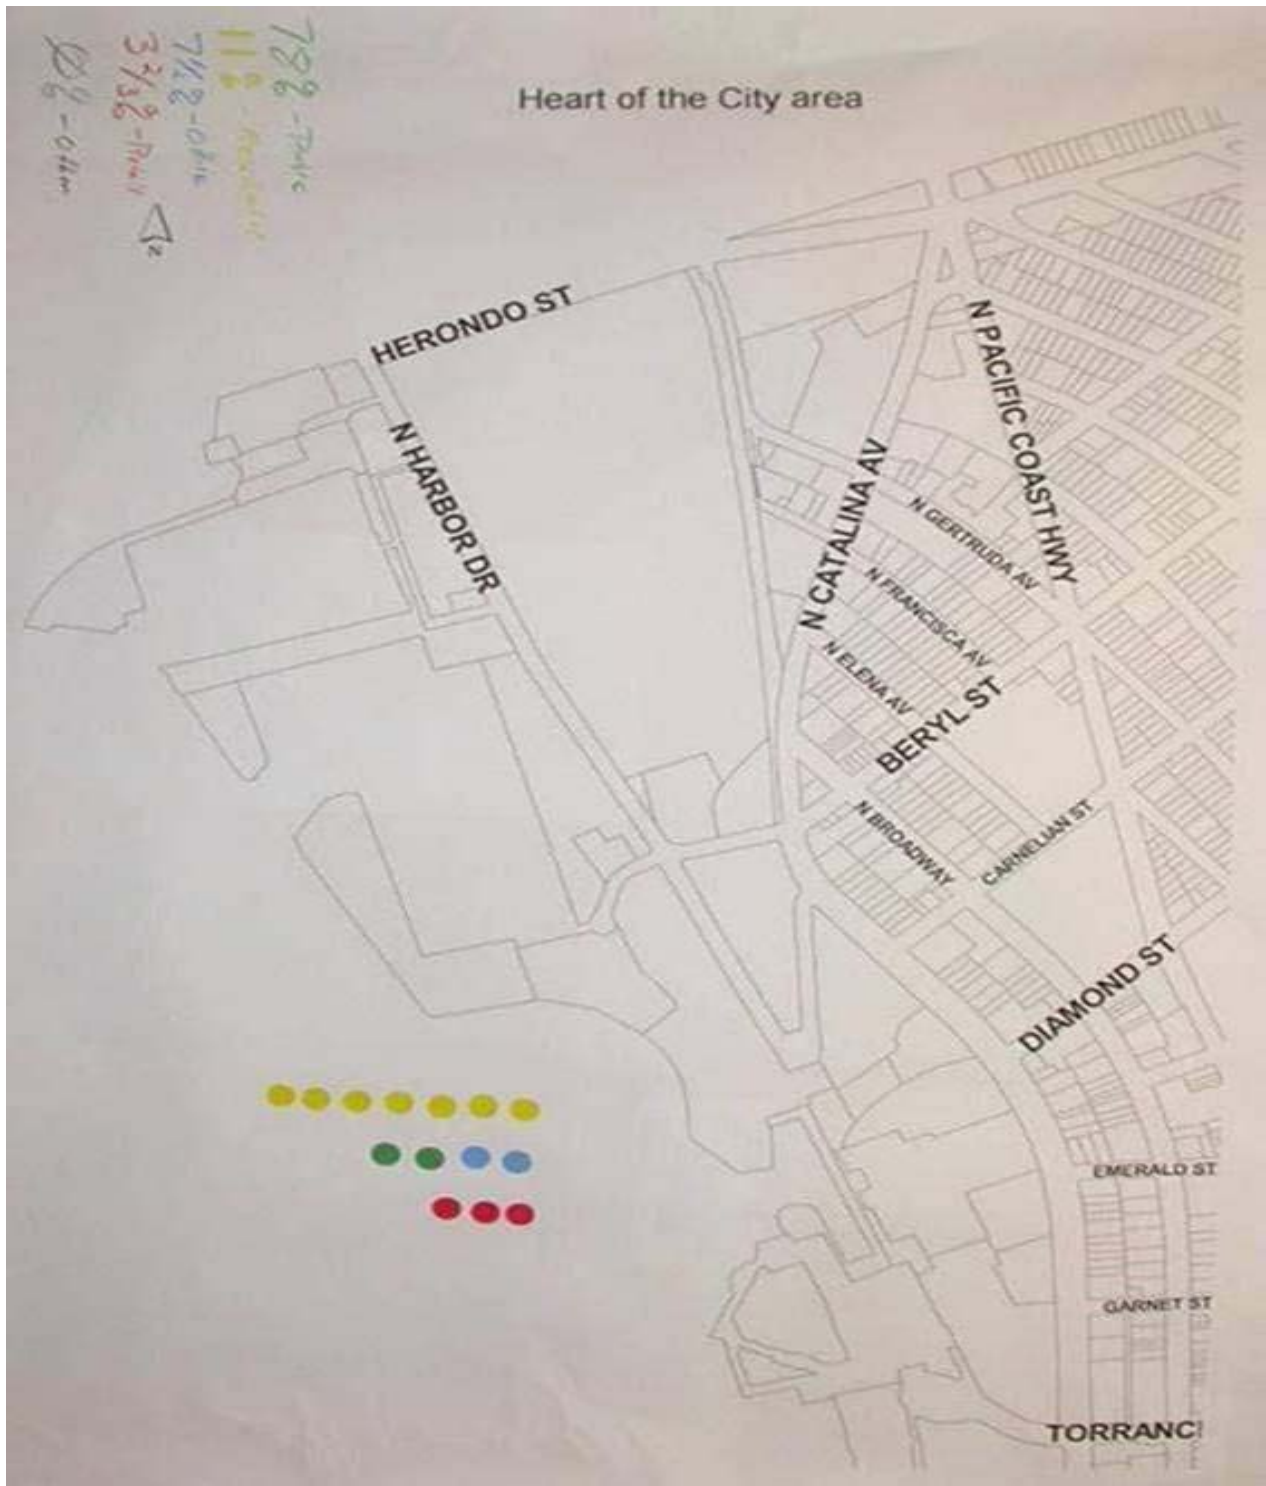 Heart of the City area
HERONDO ST
N HARBOR DR
N PACIFIC COAST HWY
N CATALINA AV
N GERTRUDA AV
N FRANCISCA AV
N ELENA AV
BERYL ST
N BROADWAY
CARNELIAN ST
DIAMOND ST
EMERALD ST
GARNET ST
TORRANC